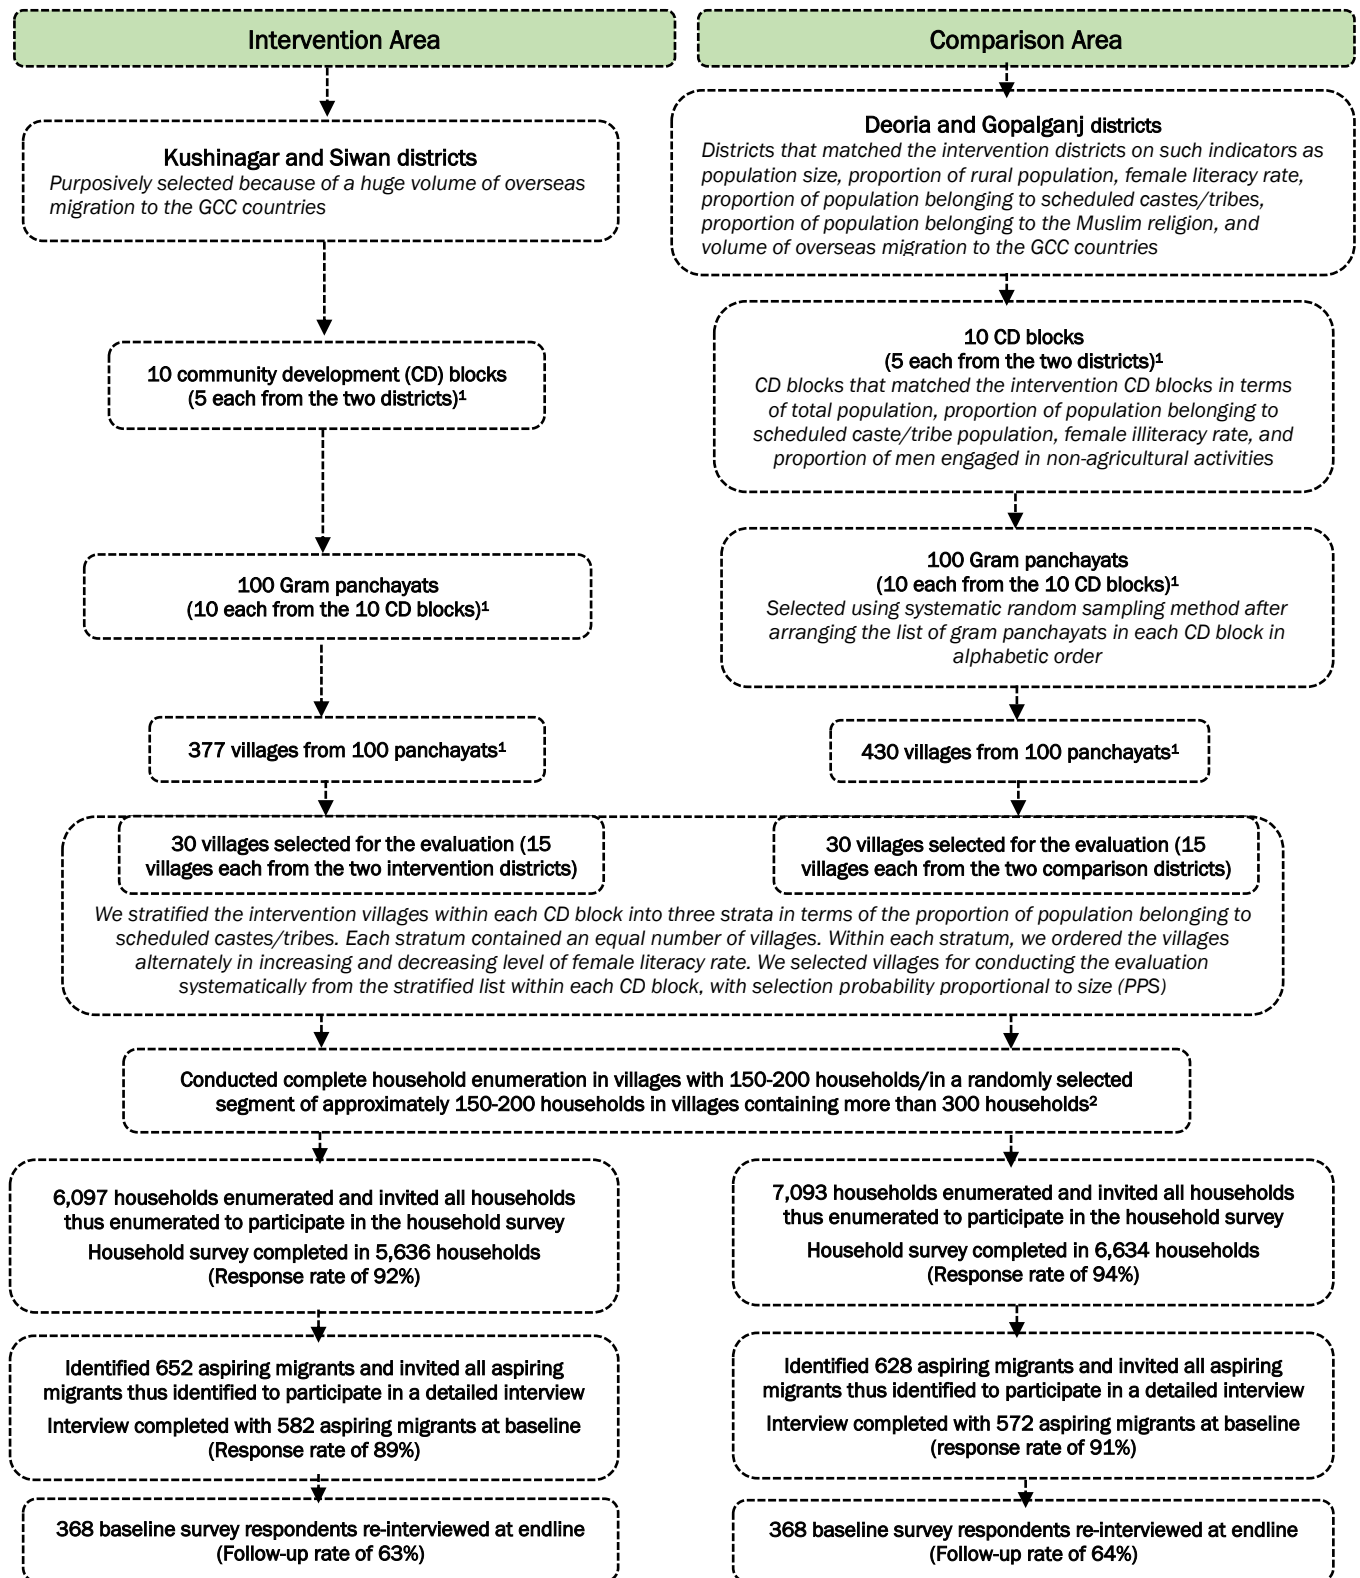 Intervention Area
Comparison Area
Kushinagar and Siwan districts
Purposively selected because of a huge volume of overseas
migration to the GCC countries
Deoria and Gopalganj districts
Districts that matched the intervention districts on such indicators as
population size, proportion of rural population, female literacy rate,
proportion of population belonging to scheduled castes/tribes,
proportion of population belonging to the Muslim religion, and
volume of overseas migration to the GCC countries
10 community development (CD) blocks
(5 each from the two districts)¹
10 CD blocks
(5 each from the two districts)¹
CD blocks that matched the intervention CD blocks in terms
of total population, proportion of population belonging to
scheduled caste/tribe population, female illiteracy rate, and
proportion of men engaged in non-agricultural activities
100 Gram panchayats
(10 each from the 10 CD blocks)¹
100 Gram panchayats
(10 each from the 10 CD blocks)¹
Selected using systematic random sampling method after
arranging the list of gram panchayats in each CD block in
alphabetic order
377 villages from 100 panchayats¹
430 villages from 100 panchayats¹
30 villages selected for the evaluation (15
villages each from the two intervention districts)
30 villages selected for the evaluation (15
villages each from the two comparison districts)
We stratified the intervention villages within each CD block into three strata in terms of the proportion of population belonging to
scheduled castes/tribes. Each stratum contained an equal number of villages. Within each stratum, we ordered the villages
alternately in increasing and decreasing level of female literacy rate. We selected villages for conducting the evaluation
systematically from the stratified list within each CD block, with selection probability proportional to size (PPS)
Conducted complete household enumeration in villages with 150-200 households/in a randomly selected
segment of approximately 150-200 households in villages containing more than 300 households²
6,097 households enumerated and invited all households
thus enumerated to participate in the household survey
Household survey completed in 5,636 households
(Response rate of 92%)
7,093 households enumerated and invited all households
thus enumerated to participate in the household survey
Household survey completed in 6,634 households
(Response rate of 94%)
Identified 652 aspiring migrants and invited all aspiring
migrants thus identified to participate in a detailed interview
Interview completed with 582 aspiring migrants at baseline
(Response rate of 89%)
Identified 628 aspiring migrants and invited all aspiring
migrants thus identified to participate in a detailed interview
Interview completed with 572 aspiring migrants at baseline
(response rate of 91%)
368 baseline survey respondents re-interviewed at endline
(Follow-up rate of 63%)
368 baseline survey respondents re-interviewed at endline
(Follow-up rate of 64%)